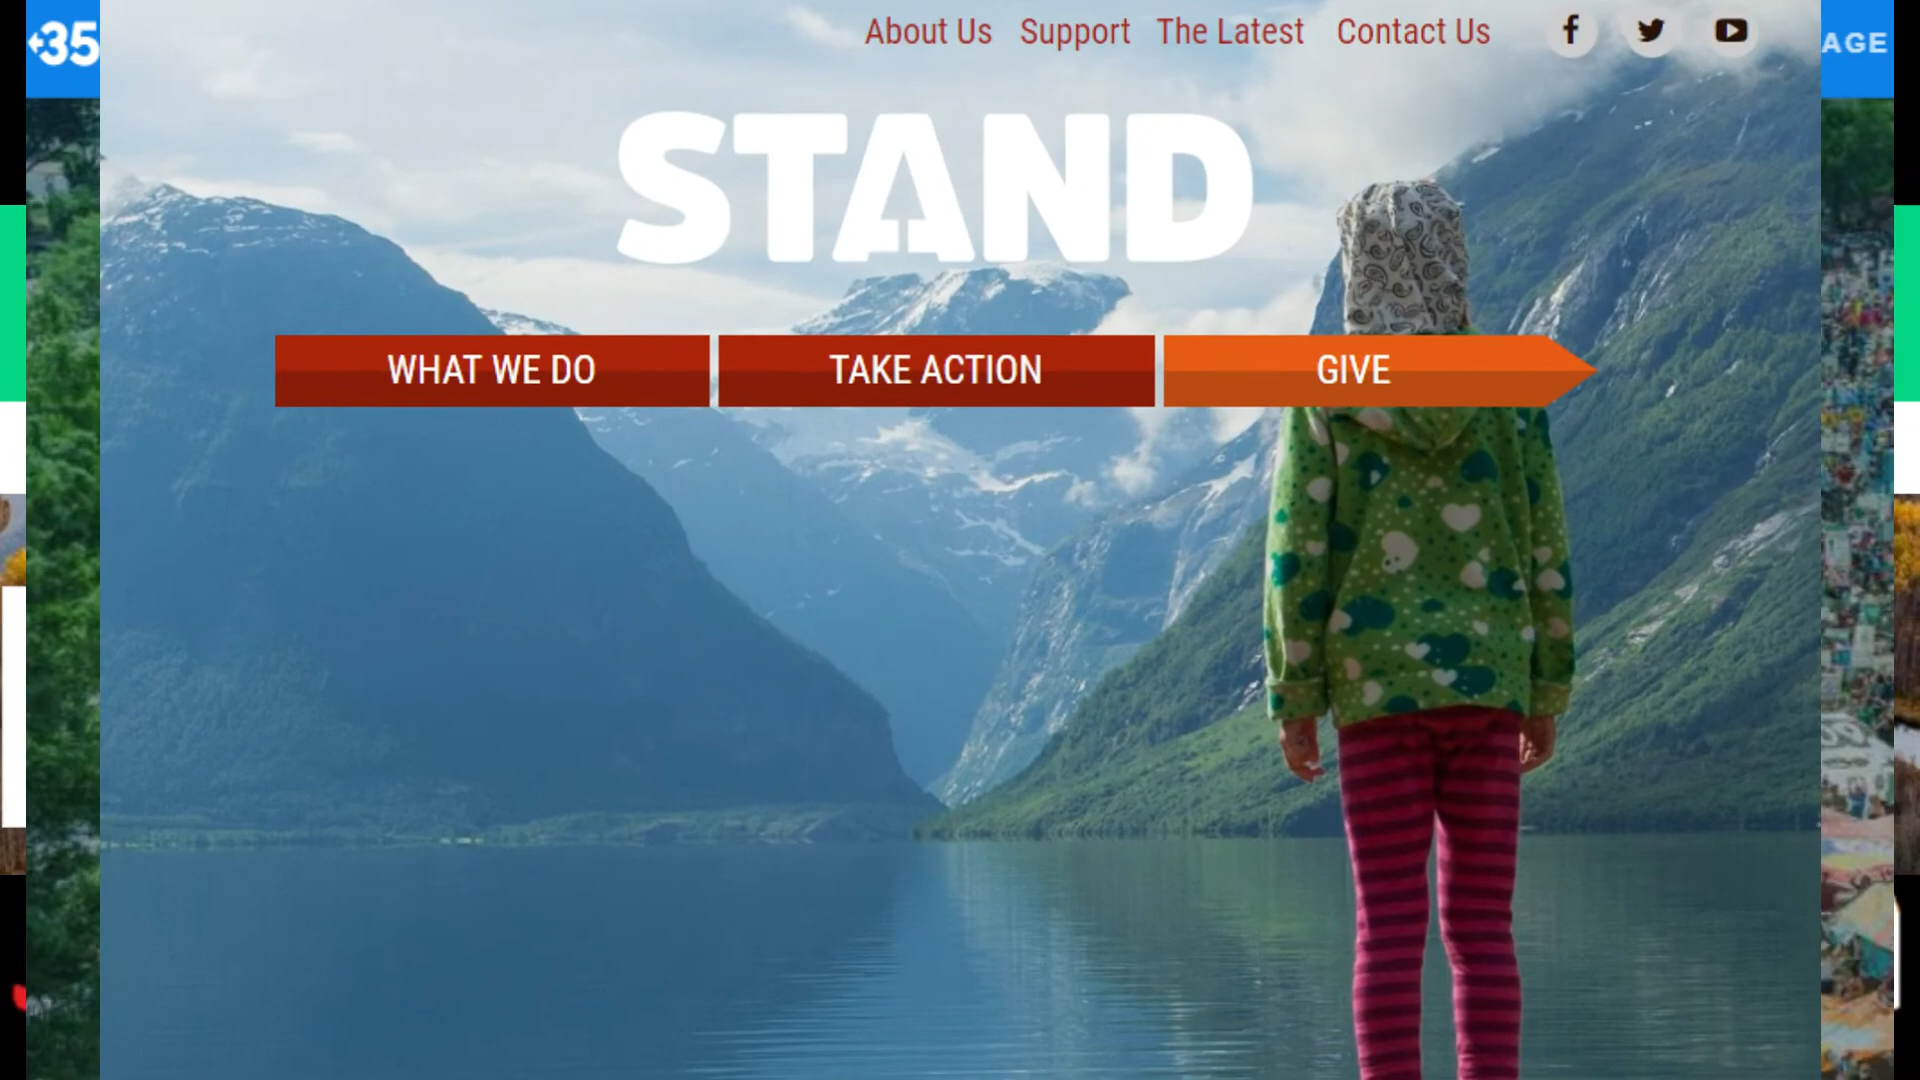 35
About Us Support The Latest Contact Us
AGE
STAND
WHAT WE DO TAKE ACTION GIVE